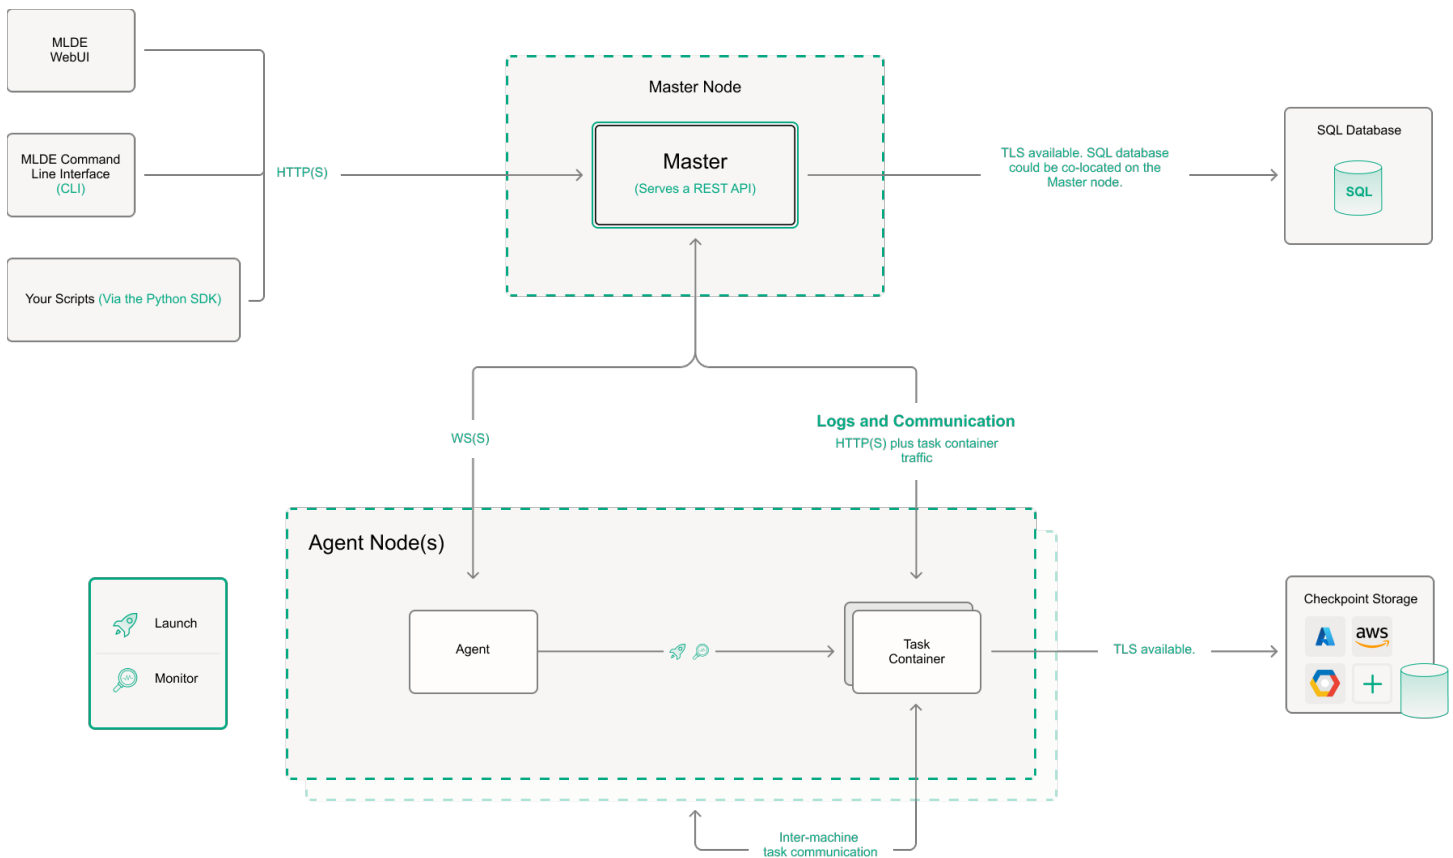 MLDE
WebUI
Master Node
MLDE Command
Line Interface
(CLI)
HTTP(S)
Master
(Serves a REST API)
TLS available. SQL database
could be co-located on the
Master node.
SQL Database
SQL
Your Scripts (Via the Python SDK)
WS(S)
Logs and Communication
HTTP(S) plus task container
traffic
Agent Node(s)
Launch
Monitor
Agent
Task
Container
TLS available.
Checkpoint Storage
aws
Inter-machine
task communication